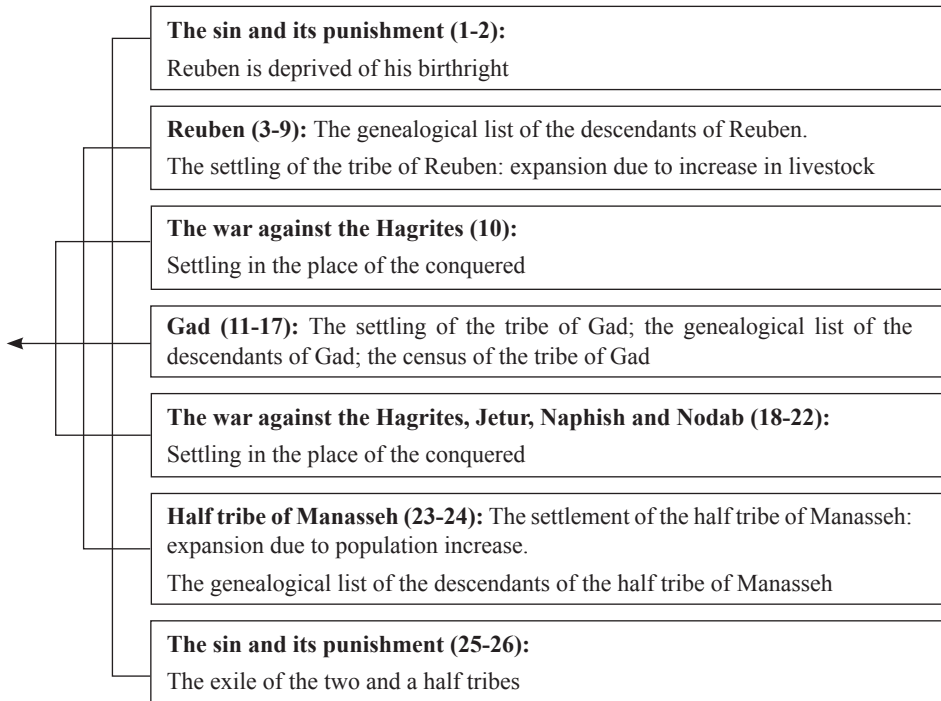 The sin and its punishment (1-2):
Reuben is deprived of his birthright
Reuben (3-9): The genealogical list of the descendants of Reuben.
The settling of the tribe of Reuben: expansion due to increase in livestock
The war against the Hagrites (10):
Settling in the place of the conquered
Gad (11-17): The settling of the tribe of Gad; the genealogical list of the
descendants of Gad; the census of the tribe of Gad
The war against the Hagrites, Jetur, Naphish and Nodab (18-22):
Settling in the place of the conquered
Half tribe of Manasseh (23-24): The settlement of the half tribe of Manasseh:
expansion due to population increase.
The genealogical list of the descendants of the half tribe of Manasseh
The sin and its punishment (25-26):
The exile of the two and a half tribes